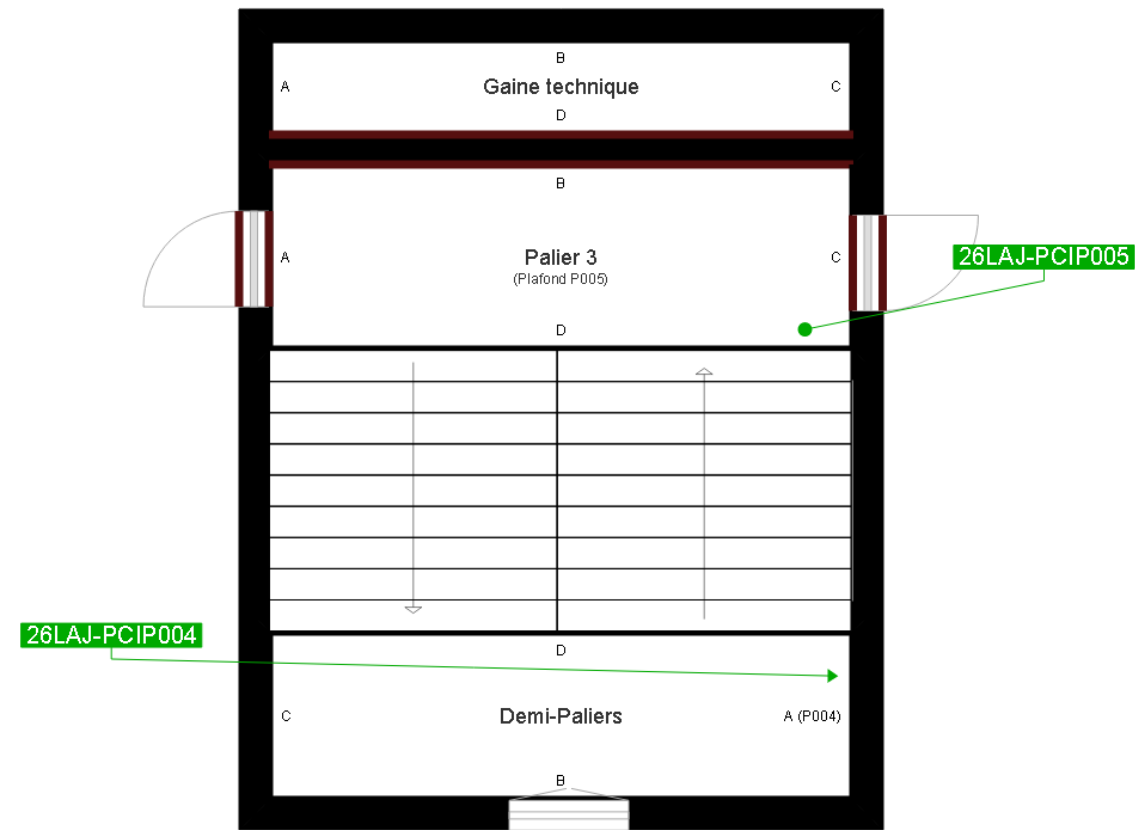 B
A
Gaine technique
C
D
B
A
Palier 3
C
(Plafond P005)
26LAJ-PCIP005
D
26LAJ-PCIP004
D
C
Demi-Paliers
A (P004)
B